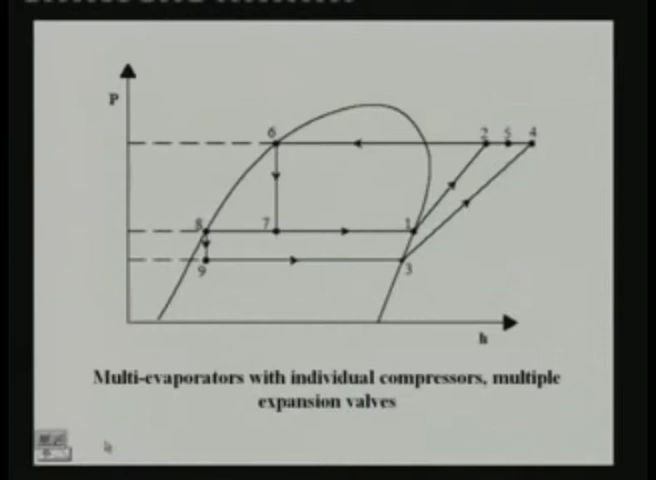 P
6
2
5
4
8
7
1
9
3
h
Multi-evaporators with individual compressors, multiple
expansion valves